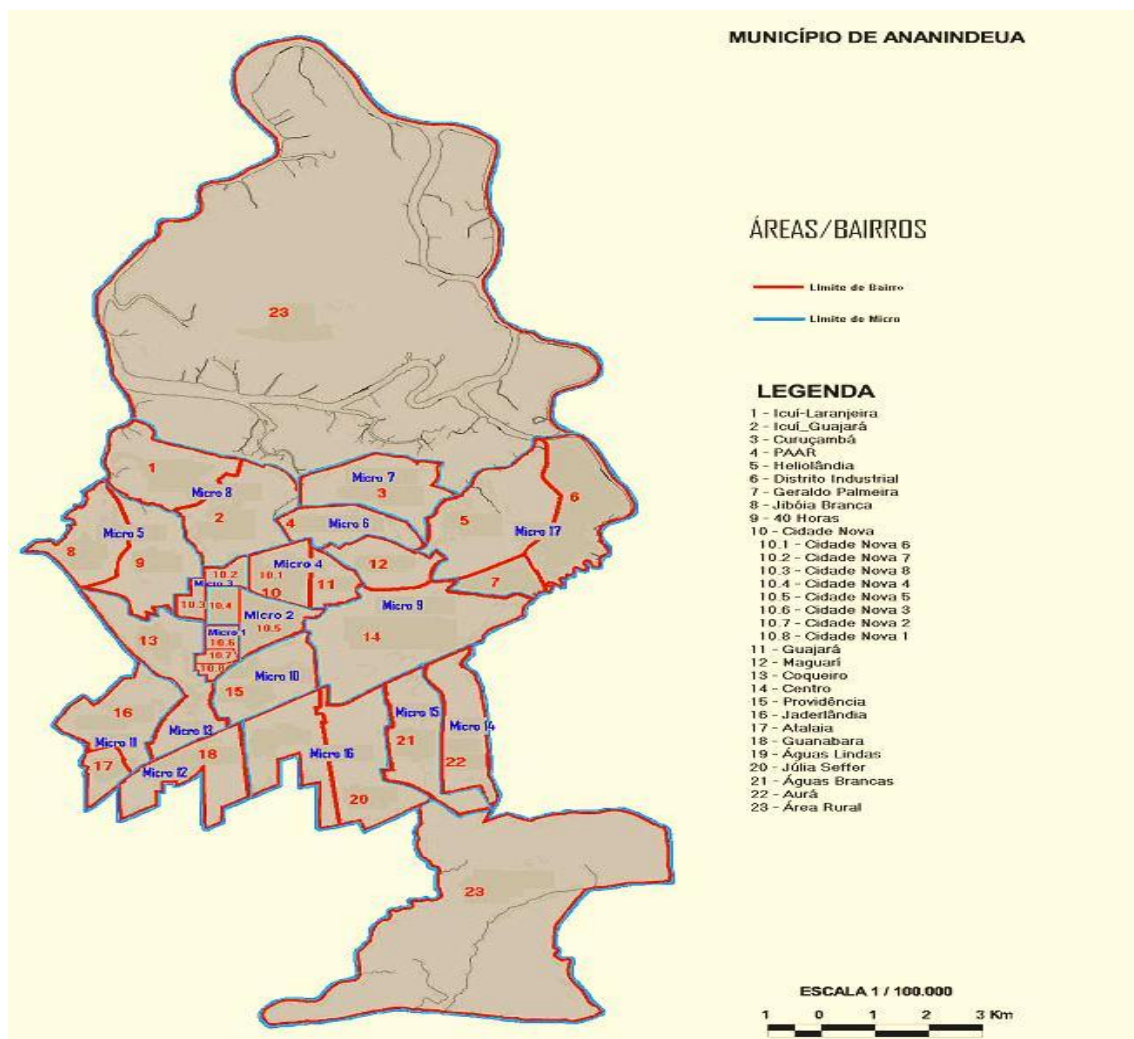 MUNICÍPIO DE ANANINDEUA
ÁREAS/BAIRROS
Limite de Bairro
Limite de Micro
LEGENDA
1 - Icuí-Laranjeira
2 - Icuí_Guajará
3 - Curuçambá
4 - PAAR
5 - Heliolândia
6 - Distrito Industrial
7 - Geraldo Palmeira
8 - Jibóia Branca
9 - 40 Horas
10 - Cidade Nova
10.1 - Cidade Nova 6
10.2 - Cidade Nova 7
10.3 - Cidade Nova 8
10.4 - Cidade Nova 4
10.5 - Cidade Nova 5
10.6 - Cidade Nova 3
10.7 - Cidade Nova 2
10.8 - Cidade Nova 1
11 - Guajará
12 - Maguari
13 - Coqueiro
14 - Centro
15 - Providência
16 - Jaderlândia
17 - Atalaia
18 - Guanabara
19 - Águas Lindas
20 - Júlia Seffer
21 - Águas Brancas
22 - Aurá
23 - Área Rural
ESCALA 1 / 100.000
1 0 1 2 3 Km
23
1
Micro 8
2
Micro 7
3
4
Micro 6
5
6
Micro 17
7
Micro 5
8
9
10.2
Micro 3
10.3
10.4
10.1
Micro 4
10
11
12
Micro 9
14
Micro 2
10.5
Micro 1
10.6
10.7
10.8
13
Micro 10
15
16
Micro 11
17
Micro 13
Micro 12
18
Micro 16
20
Micro 15
21
Micro 14
22
23